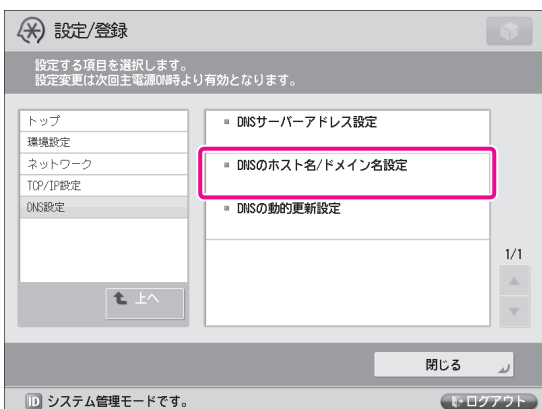 設定/登録
設定する項目を選択します。
設定変更は次回主電源ON時より有効となります。
トップ
環境設定
ネットワーク
TCP/IP設定
DNS設定
上へ
DNSサーバーアドレス設定
DNSのホスト名/ドメイン名設定
DNSの動的更新設定
1/1
閉じる
ID システム管理モードです。
ログアウト